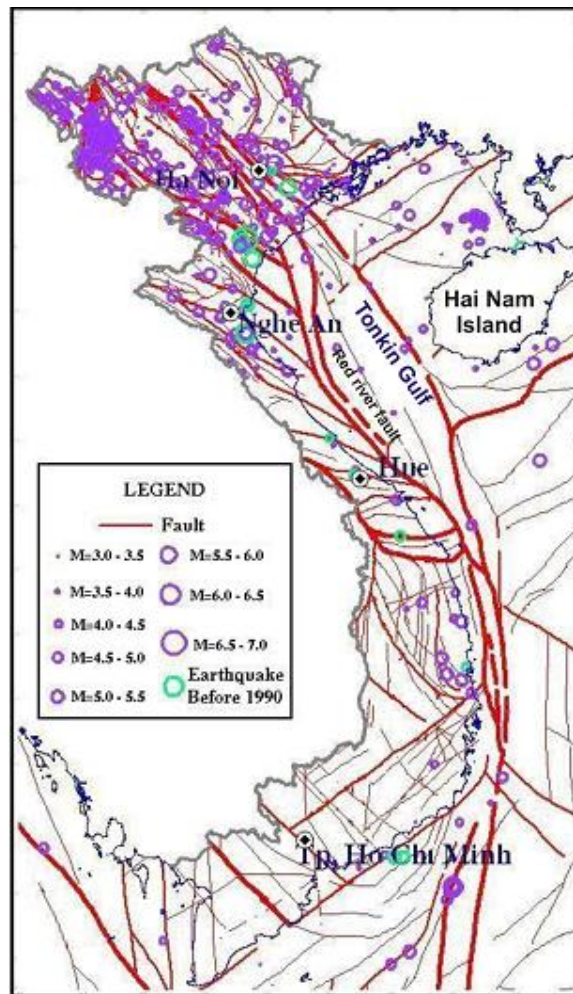 Ha Noi
Hai Nam
Island
Nghe An
Tonkin Gulf
Red river fault
Hue
LEGEND
Fault
M=3.0 - 3.5
M=5.5 - 6.0
M=3.5 - 4.0
M=6.0 - 6.5
M=4.0 - 4.5
M=6.5 - 7.0
M=4.5 - 5.0
Earthquake
Before 1990
M=5.0 - 5.5
Tp. Ho Chi Minh